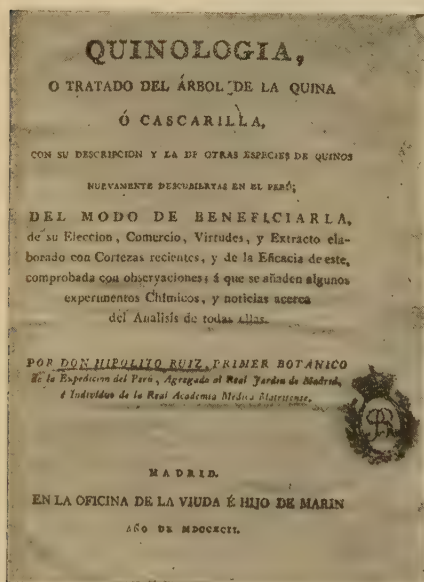 QUINOLOGIA,
O TRATADO DEL ÁRBOL DE LA QUINA
Ó CASCARILLA,
CON SU DESCRIPCION Y LA DE OTRAS ESPECIES DE QUINOS
NUEVAMENTE DESCUBIERTAS EN EL PERÚ;
DEL MODO DE BENEFICIARLA,
de su Eleccion, Comercio, Virtudes, y Extracto ela-
borado con Cortezas recientes, y de la Eficacia de este,
comprobada con observaciones; á que se añaden algunos
experimentos Chîmicos, y noticias acerca
del Analisis de todas ellas.
POR DON HIPOLITO RUIZ, PRIMER BOTÁNICO
de la Expedicion del Perú, Agregado al Real Jardin de Madrid,
é Individuo de la Real Academia Medica Matritense.
MADRID.
EN LA OFICINA DE LA VIUDA É HIJO DE MARIN
AÑO DE MDCCXCII.